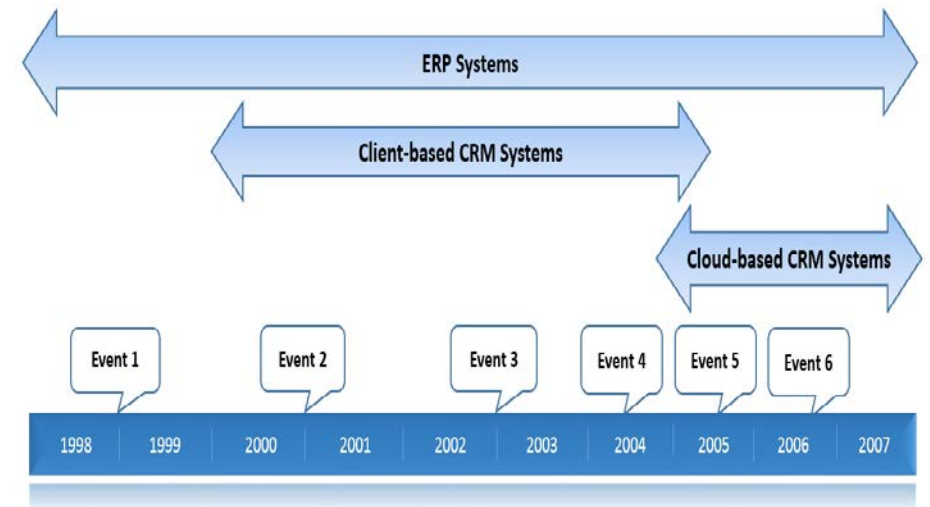 ERP Systems
Client-based CRM Systems
Cloud-based CRM Systems
Event 1
Event 2
Event 3
Event 4
Event 5
Event 6
1998 1999 2000 2001 2002 2003 2004 2005 2006 2007